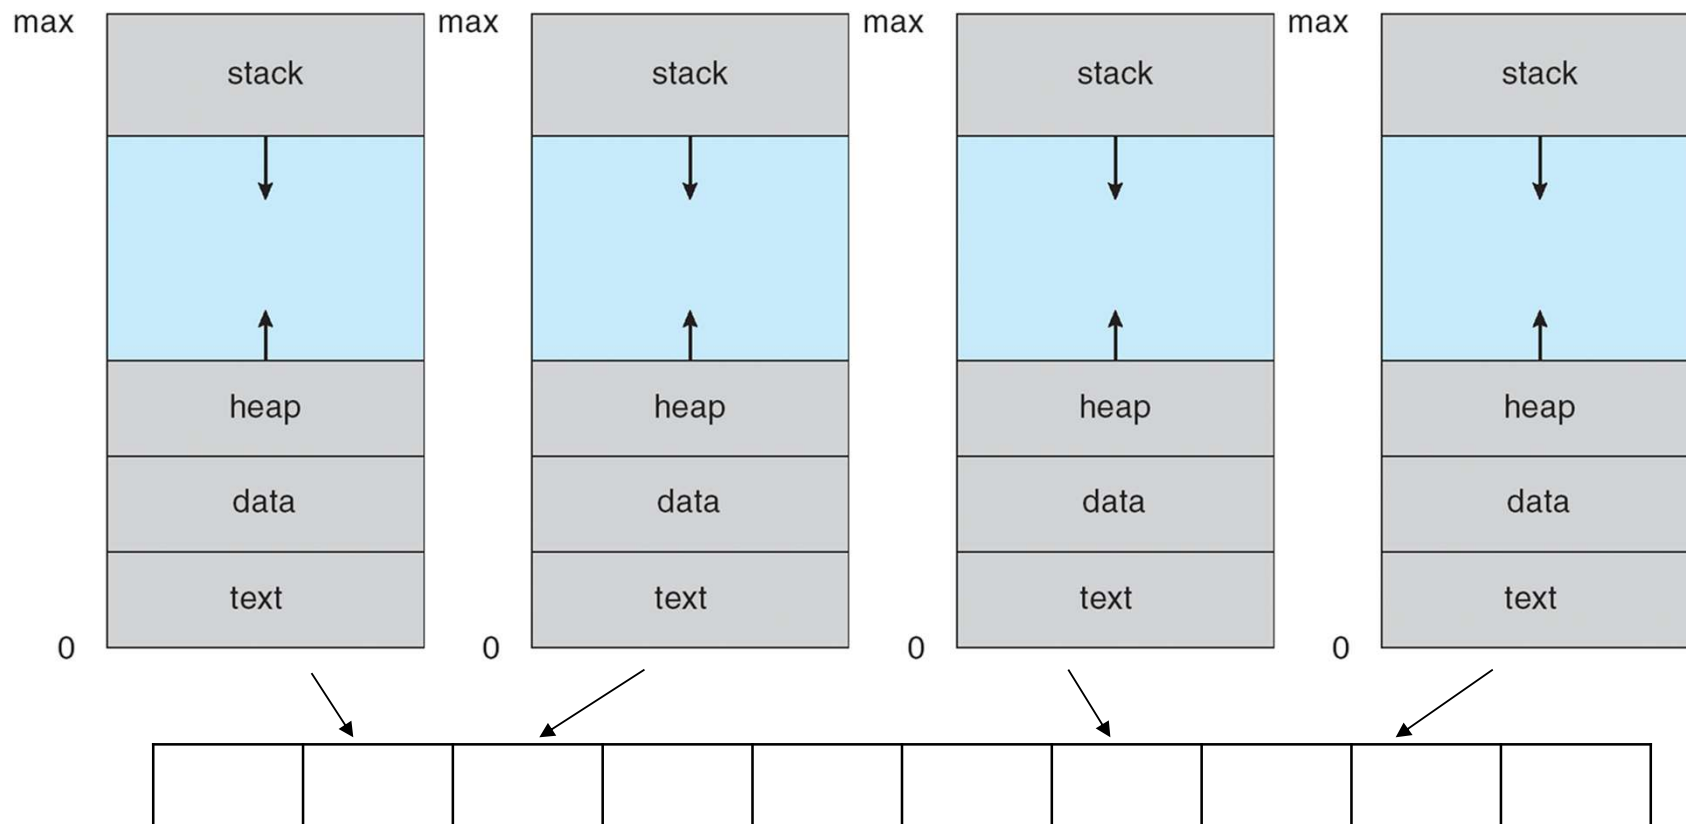 max max max max
stack stack stack stack
heap heap heap heap
data data data data
text text text text
0 0 0 0